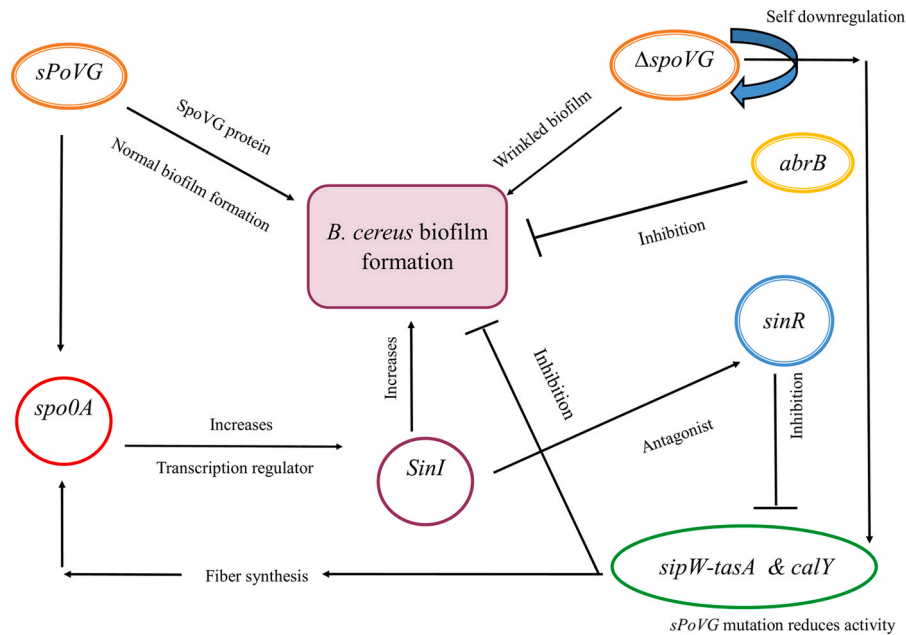 Self downregulation
sPoVG
ΔspoVG
SpoVG protein
Normal biofilm formation
Wrinkled biofilm
abrB
B. cereus biofilm
formation
Inhibition
sinR
Increases
Inhibition
Inhibition
spo0A
Increases
Transcription regulator
SinI
Antagonist
Fiber synthesis
sipW-tasA & calY
sPoVG mutation reduces activity